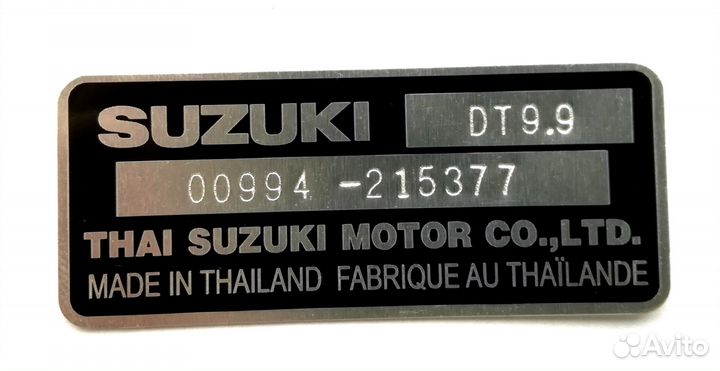 SUZUKI DT9.9
00994 -215377
THAI SUZUKI MOTOR CO.,LTD.
MADE IN THAILAND FABRIQUE AU THAÏLANDE
Avito